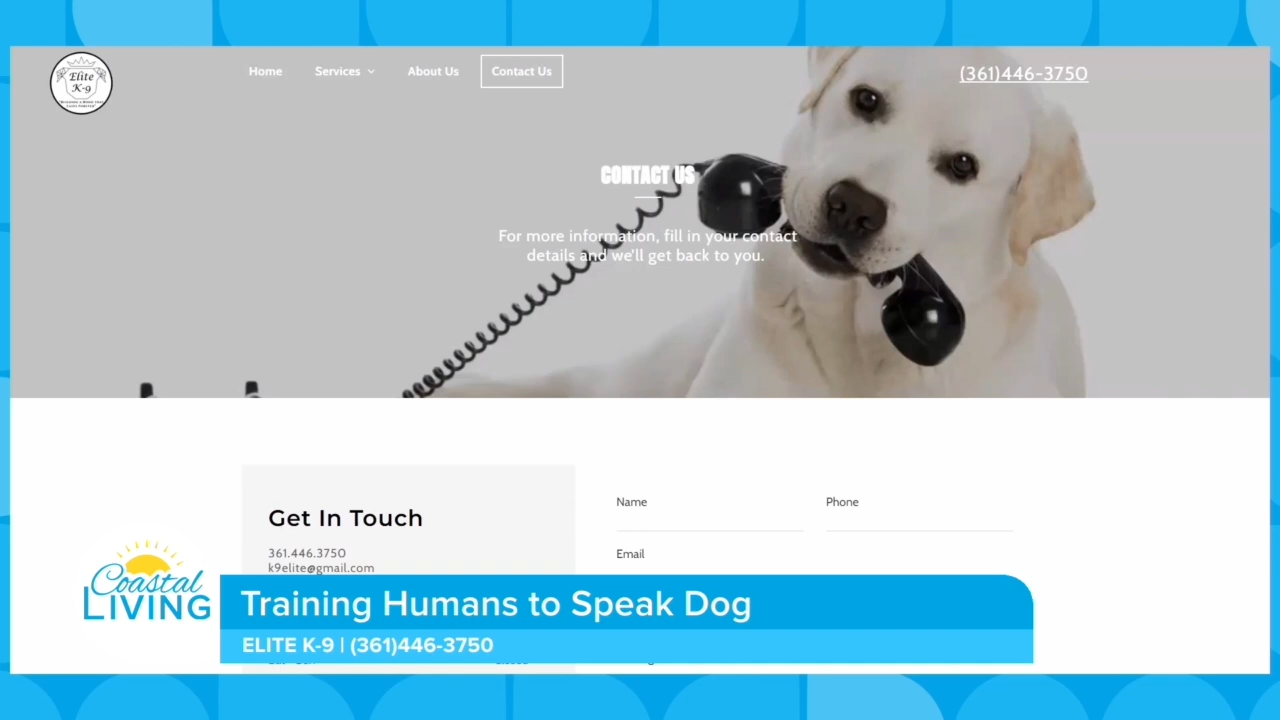 Elite
K-9
Home
Services
About Us
Contact Us
(361)446-3750
CONTACT US
For more information, fill in your contact
details and we'll get back to you.
Get In Touch
361.446.3750
k9elite@gmail.com
Name
Phone
Email
Coastal
LIVING
Training Humans to Speak Dog
ELITE K-9 | (361)446-3750